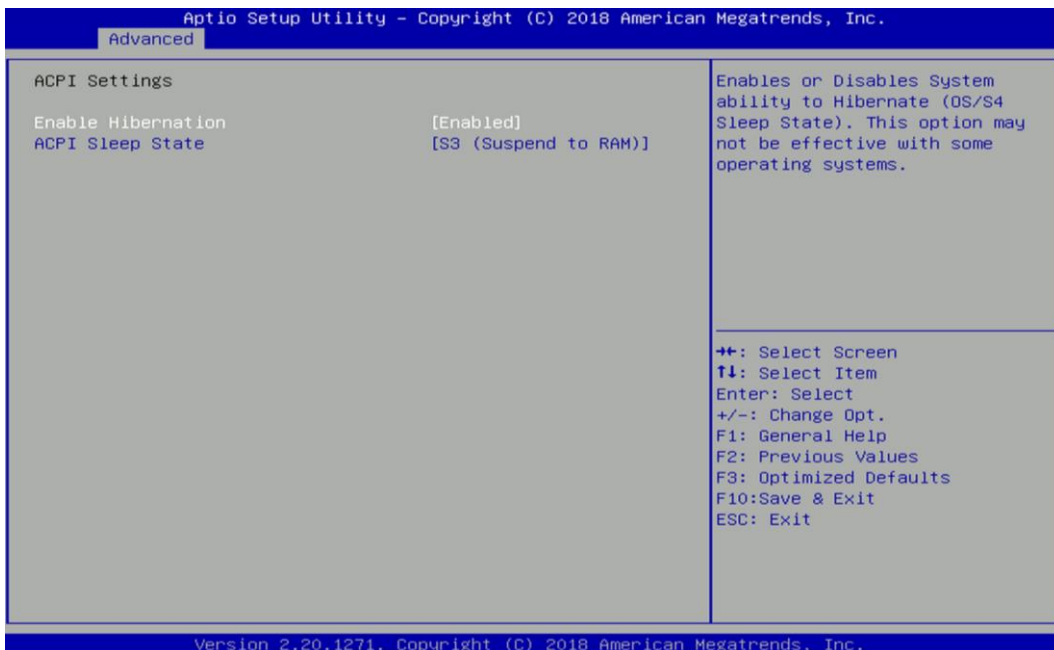 Aptio Setup Utility – Copyright (C) 2018 American Megatrends, Inc.
Advanced
ACPI Settings
Enable Hibernation [Enabled]
ACPI Sleep State [S3 (Suspend to RAM)]
Enables or Disables System
ability to Hibernate (OS/S4
Sleep State). This option may
not be effective with some
operating systems.
→←: Select Screen
↑↓: Select Item
Enter: Select
+/-: Change Opt.
F1: General Help
F2: Previous Values
F3: Optimized Defaults
F10:Save & Exit
ESC: Exit
Version 2.20.1271. Copyright (C) 2018 American Megatrends, Inc.